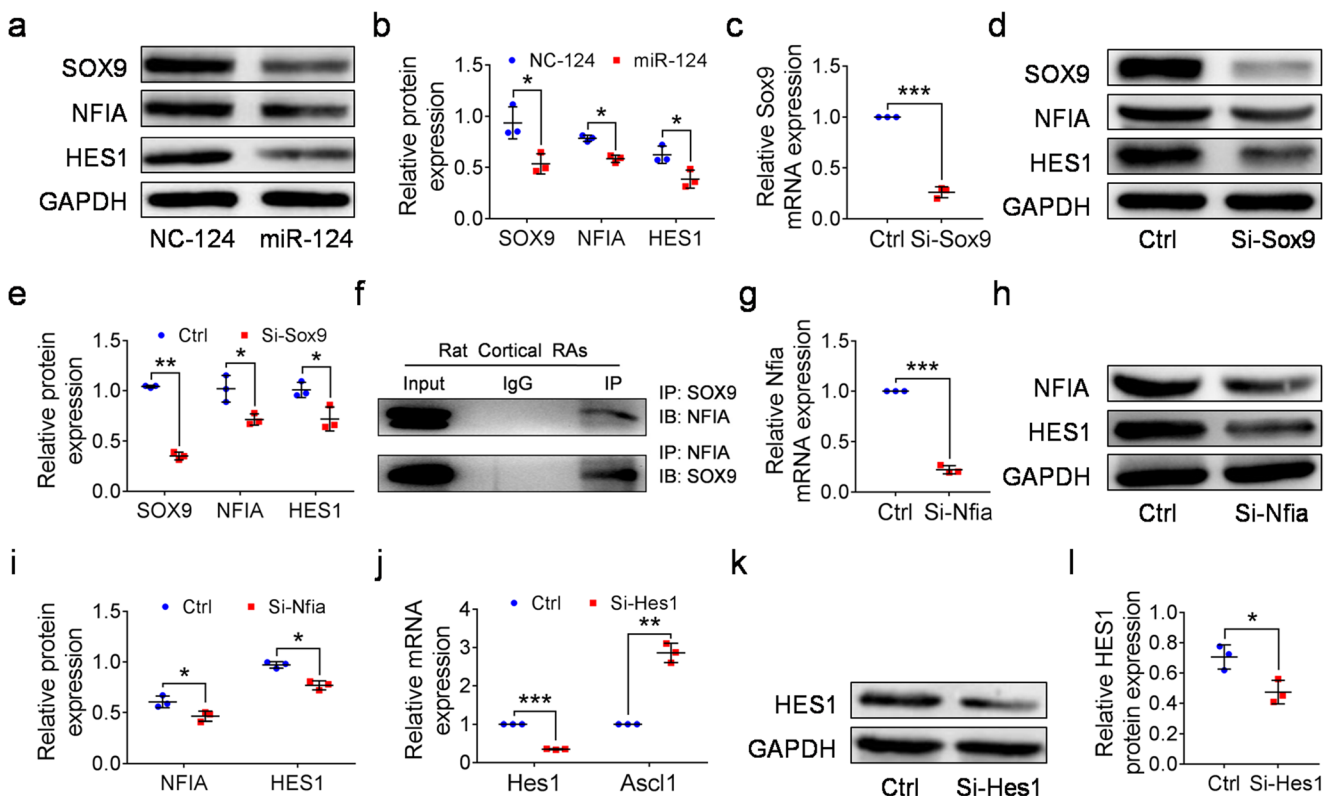 a
SOX9
NFIA
HES1
GAPDH
NC-124 miR-124
b
NC-124 miR-124
Relative protein
expression
1.5
1.0
0.5
0.0
* * *
SOX9 NFIA HES1
c
Relative Sox9
mRNA expression
1.5
1.0
0.5
0.0
***
Ctrl Si-Sox9
d
SOX9
NFIA
HES1
GAPDH
Ctrl Si-Sox9
e
Ctrl Si-Sox9
Relative protein
expression
1.5
1.0
0.5
0.0
** * *
SOX9 NFIA HES1
f
Rat Cortical RAs
Input IgG IP
IP: SOX9
IB: NFIA
IP: NFIA
IB: SOX9
g
Relative Nfia
mRNA expression
1.5
1.0
0.5
0.0
***
Ctrl Si-Nfia
h
NFIA
HES1
GAPDH
Ctrl Si-Nfia
i
Ctrl Si-Nfia
Relative protein
expression
1.5
1.0
0.5
0.0
* *
NFIA HES1
j
Ctrl Si-Hes1
Relative mRNA
expression
4
3
2
1
0
*** **
Hes1 Ascl1
k
HES1
GAPDH
Ctrl Si-Hes1
l
Relative HES1
protein expression
1.0
0.8
0.6
0.4
0.2
0.0
*
Ctrl Si-Hes1